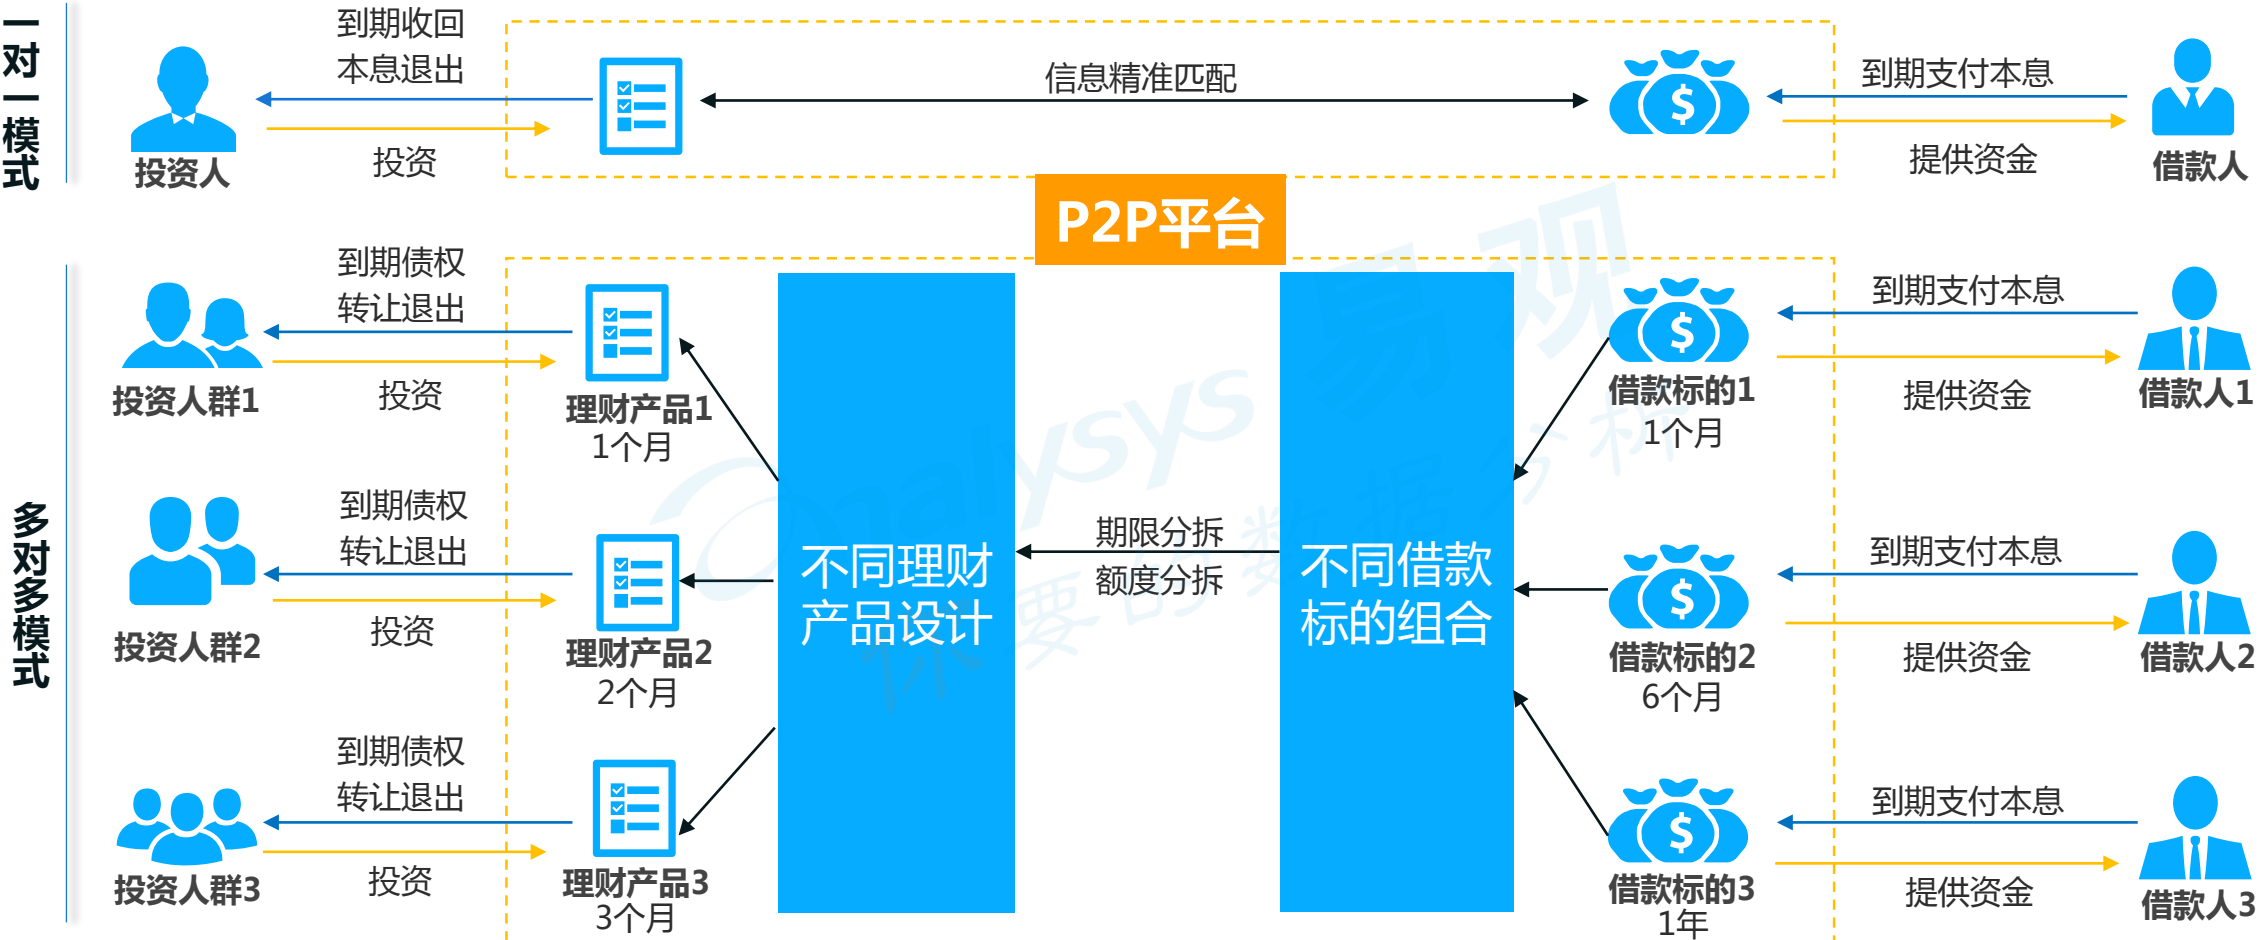 一对一模式
到期收回
本息退出
投资
投资人
信息精准匹配
到期支付本息
提供资金
借款人
P2P平台
多对多模式
到期债权
转让退出
投资
投资人群1
理财产品1
1个月
到期债权
转让退出
投资
投资人群2
理财产品2
2个月
到期债权
转让退出
投资
投资人群3
理财产品3
3个月
不同理财
产品设计
期限分拆
额度分拆
不同借款
标的组合
借款标的1
1个月
到期支付本息
提供资金
借款人1
借款标的2
6个月
到期支付本息
提供资金
借款人2
借款标的3
1年
到期支付本息
提供资金
借款人3
易观
analysys
你要的数据分析